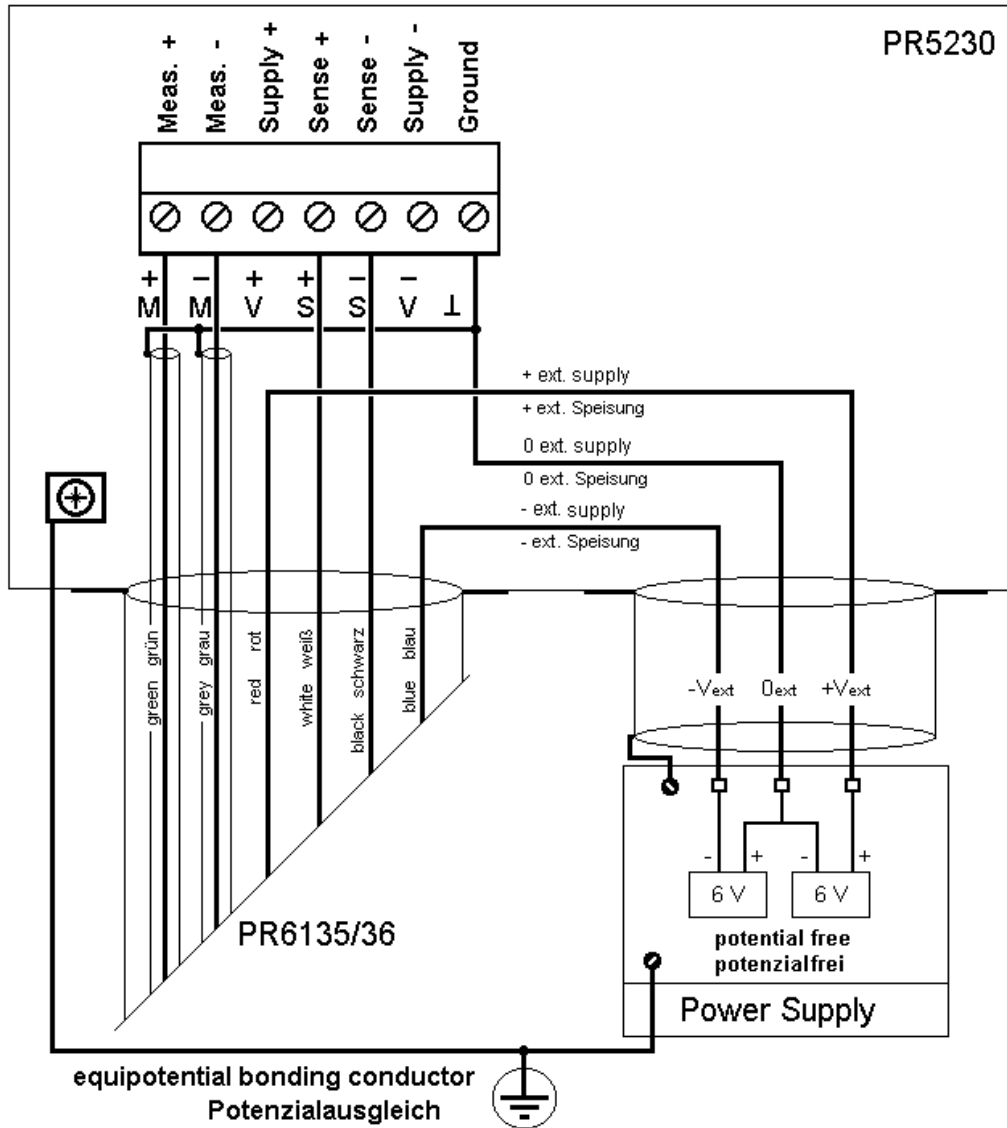 PR5230
Meas. +
Meas. -
Supply +
Sense +
Sense -
Supply -
Ground
+ − + + − −
M M V S S V ⊥
+ ext. supply
+ ext. Speisung
0 ext. supply
0 ext. Speisung
- ext. supply
- ext. Speisung
green grün
grey grau
red rot
white weiß
black schwarz
blue blau
-Vext 0ext +Vext
- + - +
6 V 6 V
potential free
potenzialfrei
Power Supply
PR6135/36
equipotential bonding conductor
Potenzialausgleich